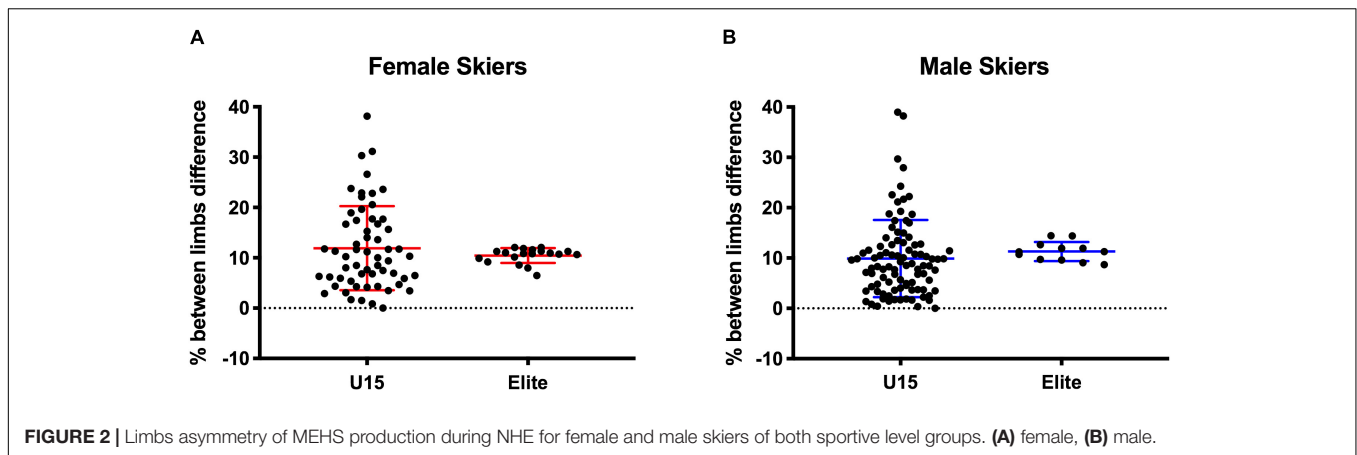 A
Female Skiers
% between limbs difference
40
30
20
10
0
-10
U15
Elite
B
Male Skiers
% between limbs difference
40
30
20
10
0
-10
U15
Elite
FIGURE 2 | Limbs asymmetry of MEHS production during NHE for female and male skiers of both sportive level groups. (A) female, (B) male.